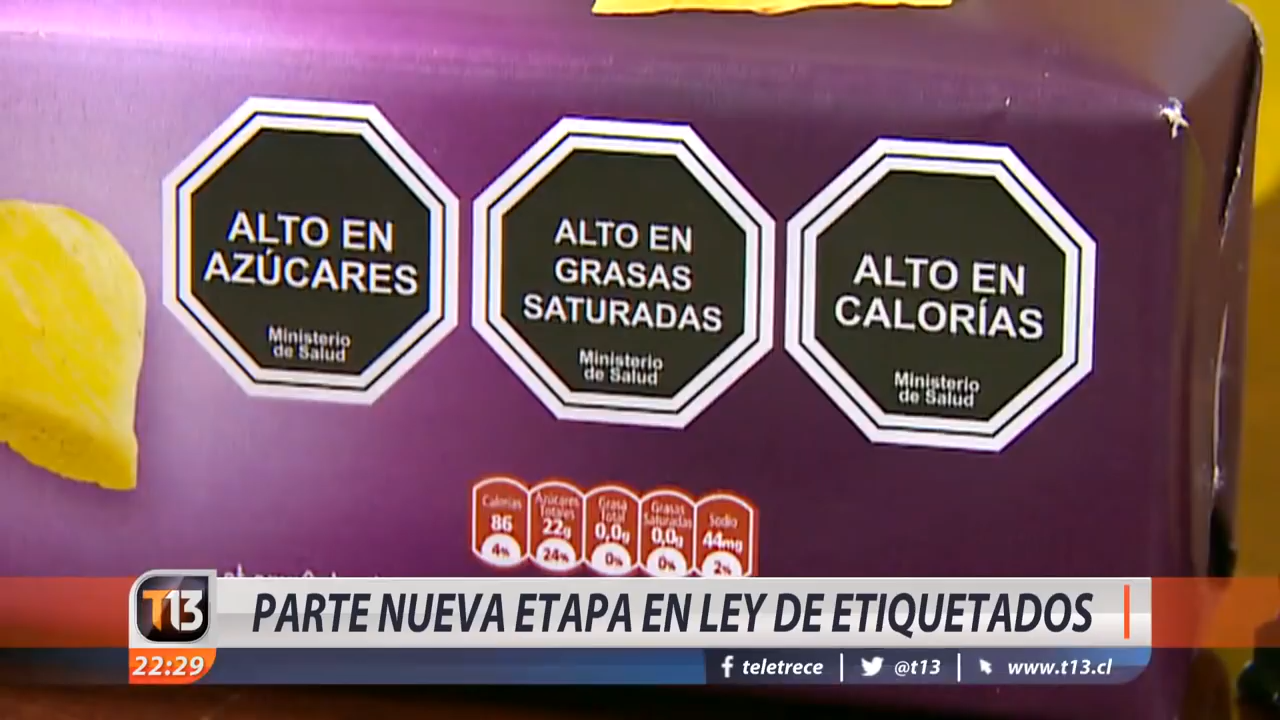 ALTO EN
AZÚCARES
Ministerio
de Salud
ALTO EN
GRASAS
SATURADAS
Ministerio
de Salud
ALTO EN
CALORÍAS
Ministerio
de Salud
Calorías
86
4%
Azúcares
Totales
22g
24%
Grasa
Total
0,0g
0%
Grasas
Saturadas
0,0g
0%
Sodio
44mg
2%
T13
PARTE NUEVA ETAPA EN LEY DE ETIQUETADOS
22:29
teletrece
@t13
www.t13.cl